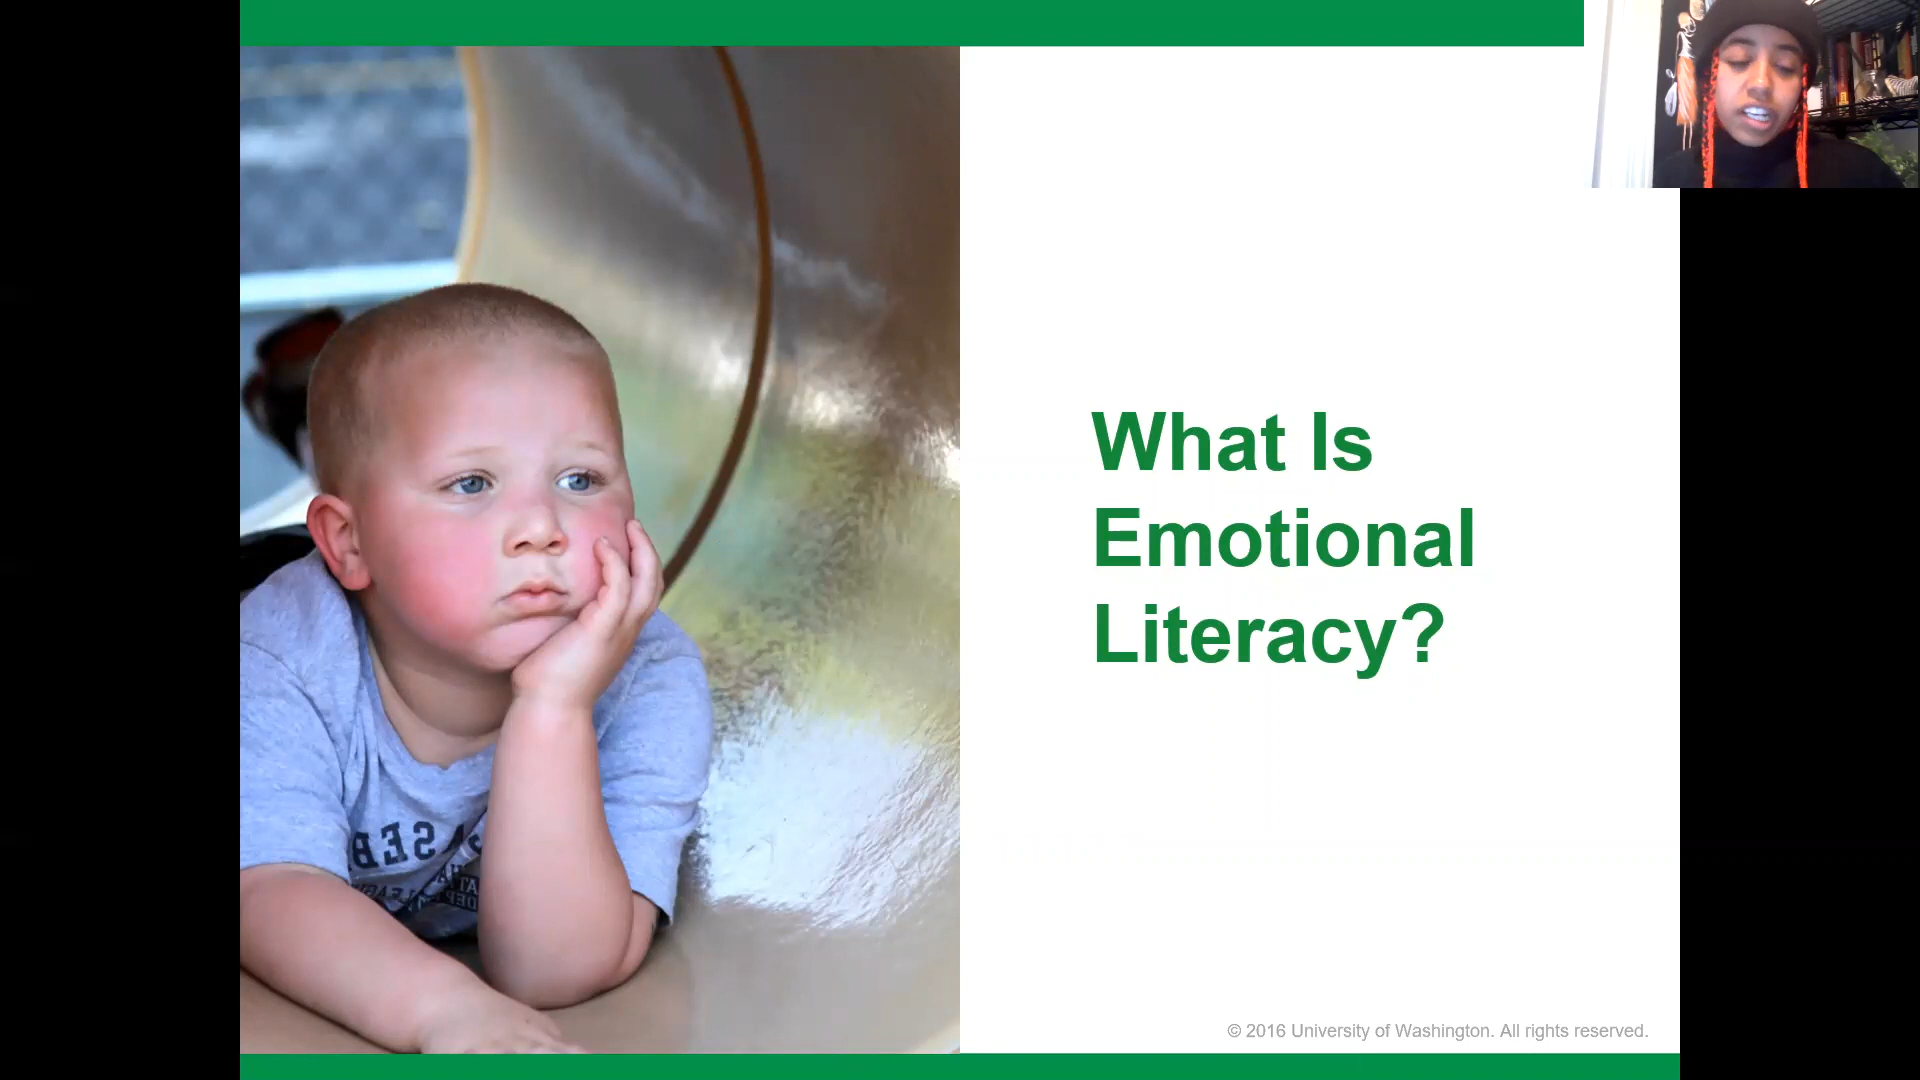 What Is
Emotional
Literacy?
© 2016 University of Washington. All rights reserved.